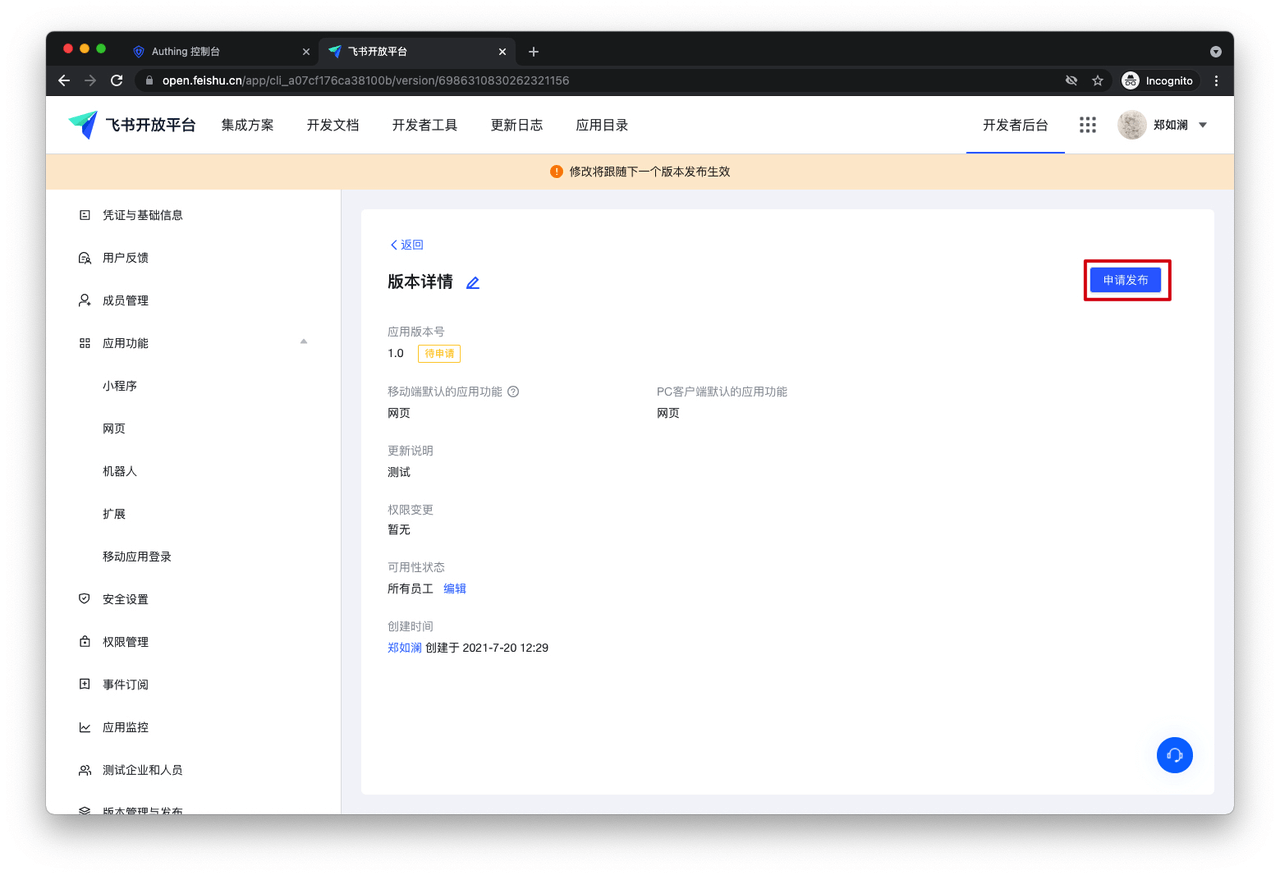 Authing 控制台
飞书开放平台
open.feishu.cn/app/cli_a07cf176ca38100b/version/6986310830262321156
Incognito
飞书开放平台 集成方案 开发文档 开发者工具 更新日志 应用目录 开发者后台 郑如澜
修改将跟随下一个版本发布生效
凭证与基础信息
用户反馈
成员管理
应用功能
小程序
网页
机器人
扩展
移动应用登录
安全设置
权限管理
事件订阅
应用监控
测试企业和人员
版本管理与发布
返回
版本详情
申请发布
应用版本号
1.0 待申请
移动端默认的应用功能 PC客户端默认的应用功能
网页 网页
更新说明
测试
权限变更
暂无
可用性状态
所有员工 编辑
创建时间
郑如澜 创建于 2021-7-20 12:29